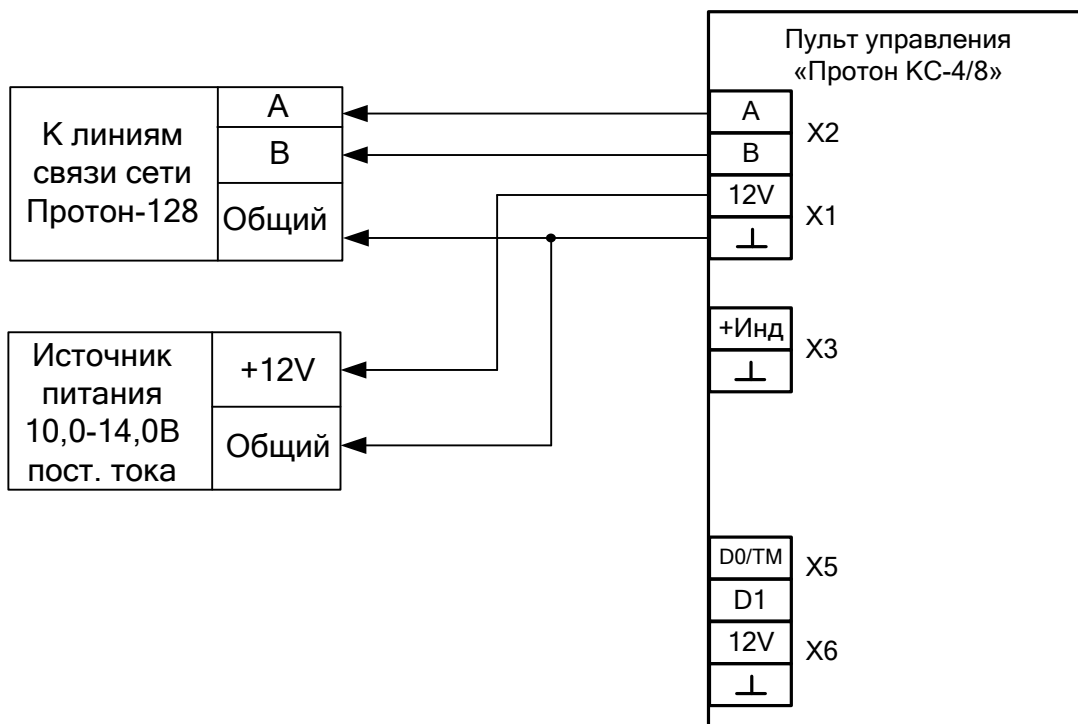 Пульт управления
«Протон КС-4/8»
К линиям
связи сети
Протон-128
A
B
Общий
A
B
X2
12V
X1
Источник
питания
10,0-14,0В
пост. тока
+12V
Общий
+Инд
X3
D0/TM
X5
D1
12V
X6